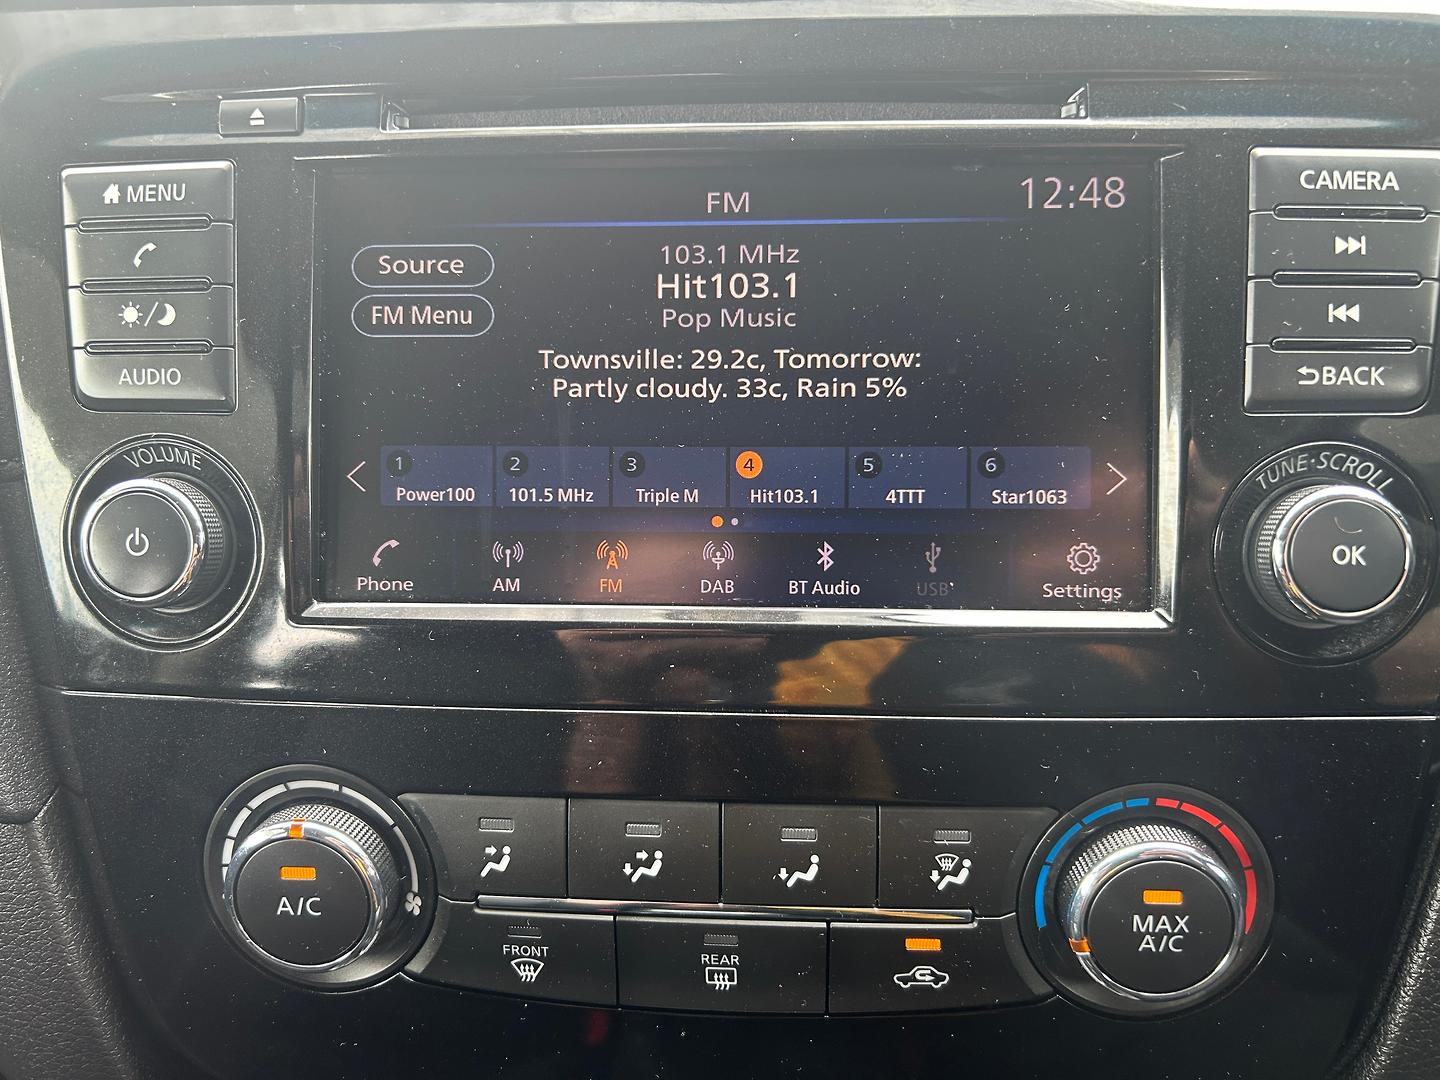 MENU
AUDIO
VOLUME
FM
12:48
Source
FM Menu
103.1 MHz
Hit103.1
Pop Music
Townsville: 29.2c, Tomorrow:
Partly cloudy. 33c, Rain 5%
1
Power100
2
101.5 MHz
3
Triple M
4
Hit103.1
5
4TTT
6
Star1063
Phone
AM
FM
DAB
BT Audio
USB
Settings
CAMERA
BACK
TUNE·SCROLL
OK
A/C
FRONT
REAR
MAX
A/C